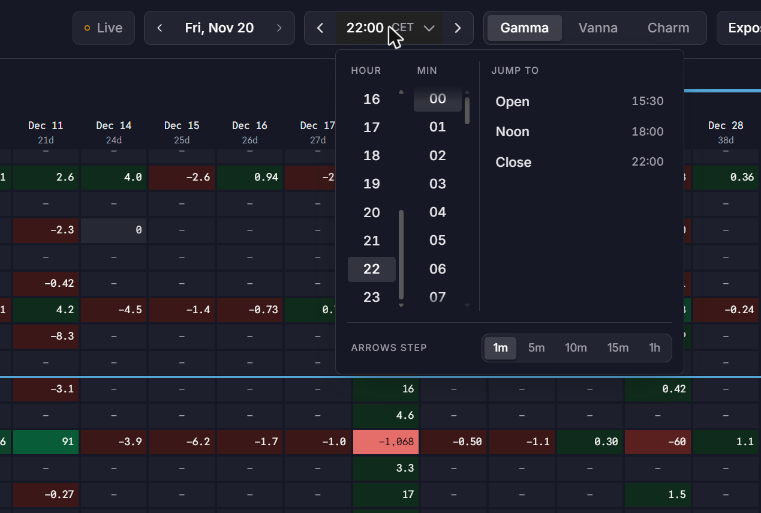 Live
Fri, Nov 20
22:00 CET
Gamma Vanna Charm
Expos
HOUR MIN JUMP TO
16 00 Open 15:30
17 01 Noon 18:00
18 02 Close 22:00
19 03
20 04
21 05
22 06
23 07
ARROWS STEP 1m 5m 10m 15m 1h
Dec 11 Dec 14 Dec 15 Dec 16 Dec 17 Dec 28
21d 24d 25d 26d 27d 38d
– – – – –
1 2.6 4.0 -2.6 0.94 -2 0.36
– – – – –
-2.3 0 – – –
– – – – –
-0.42 – – – –
1 4.2 -4.5 -1.4 -0.73 0. -0.24
-8.3 – – – –
– – – – –
-3.1 – – – – 16 – – – 0.42 –
– – – – – 4.6 – – – – –
6 91 -3.9 -6.2 -1.7 -1.0 -1,068 -0.50 -1.1 0.30 -60 1.1
– – – – – 3.3 – – – – –
-0.27 – – – – 17 – – – 1.5 –